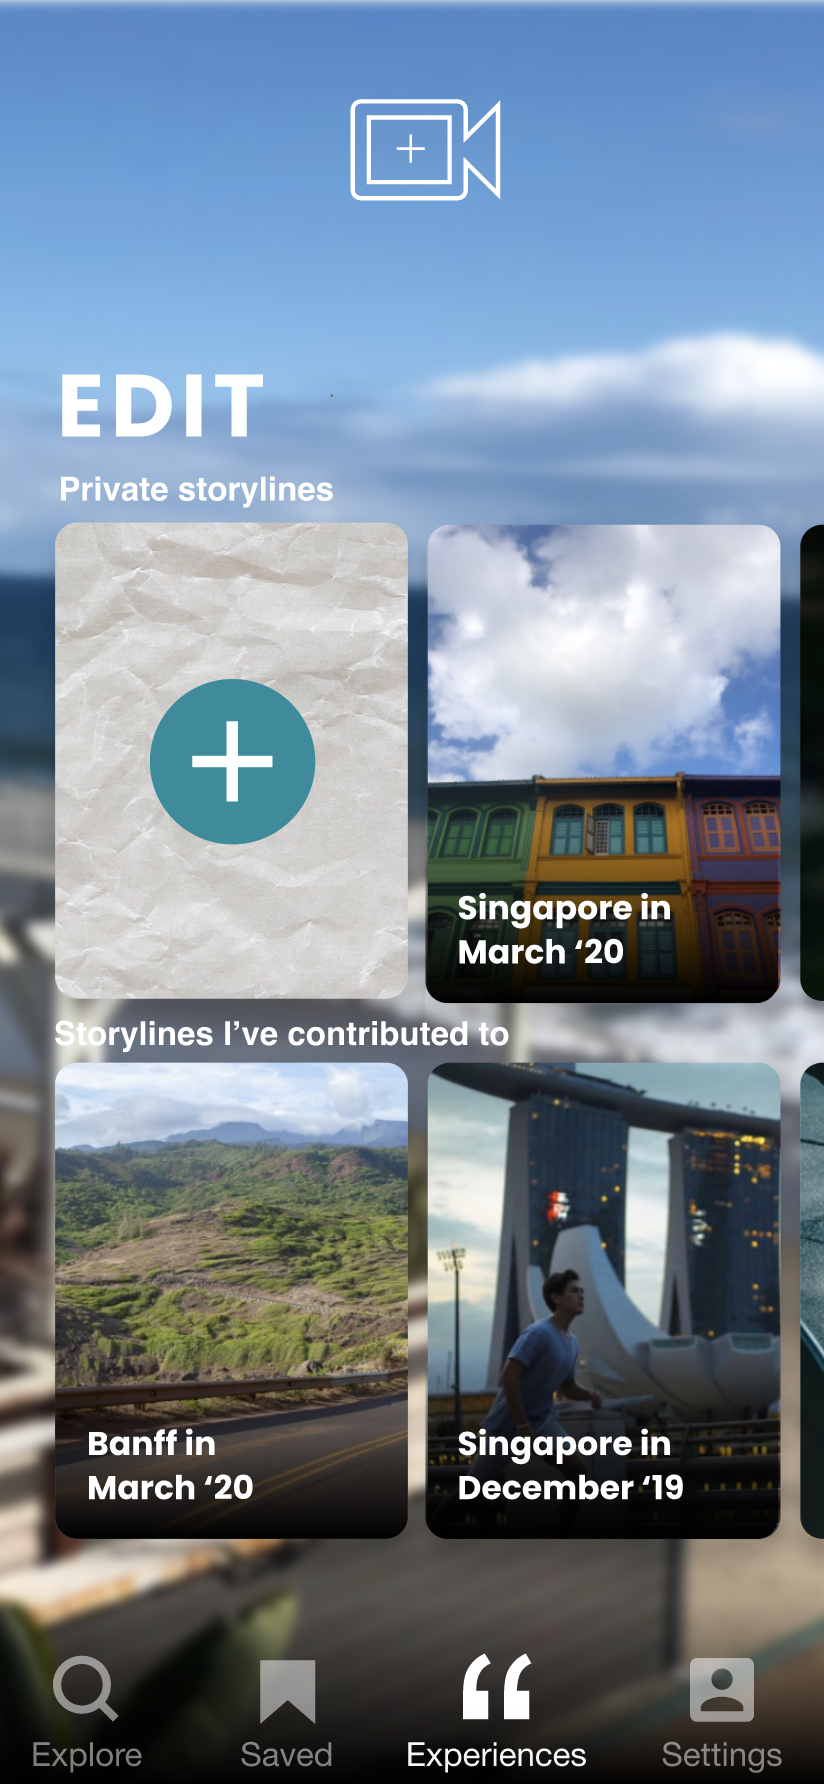 EDIT
Private storylines
Singapore in
March ‘20
Storylines I’ve contributed to
Banff in
March ‘20
Singapore in
December ‘19
Explore
Saved
Experiences
Settings